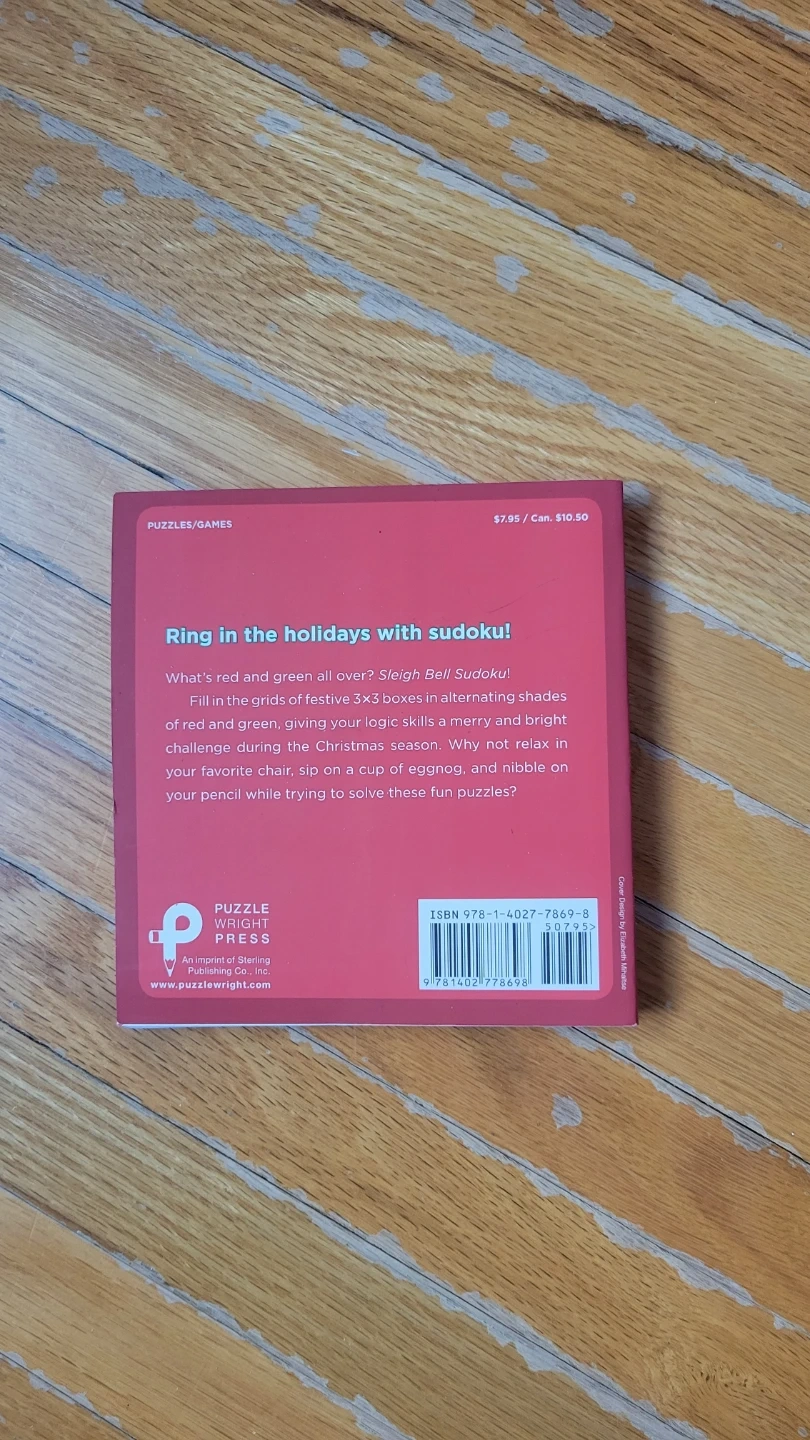 PUZZLES/GAMES
$7.95 / Can. $10.50
Ring in the holidays with sudoku!
What's red and green all over? Sleigh Bell Sudoku!
Fill in the grids of festive 3×3 boxes in alternating shades
of red and green, giving your logic skills a merry and bright
challenge during the Christmas season. Why not relax in
your favorite chair, sip on a cup of eggnog, and nibble on
your pencil while trying to solve these fun puzzles?
PUZZLE
WRIGHT
PRESS
An imprint of Sterling
Publishing Co., Inc.
www.puzzlewright.com
ISBN 978-1-4027-7869-8
50795>
9 781402 778698
Cover Design by Elizabeth Mihaltse